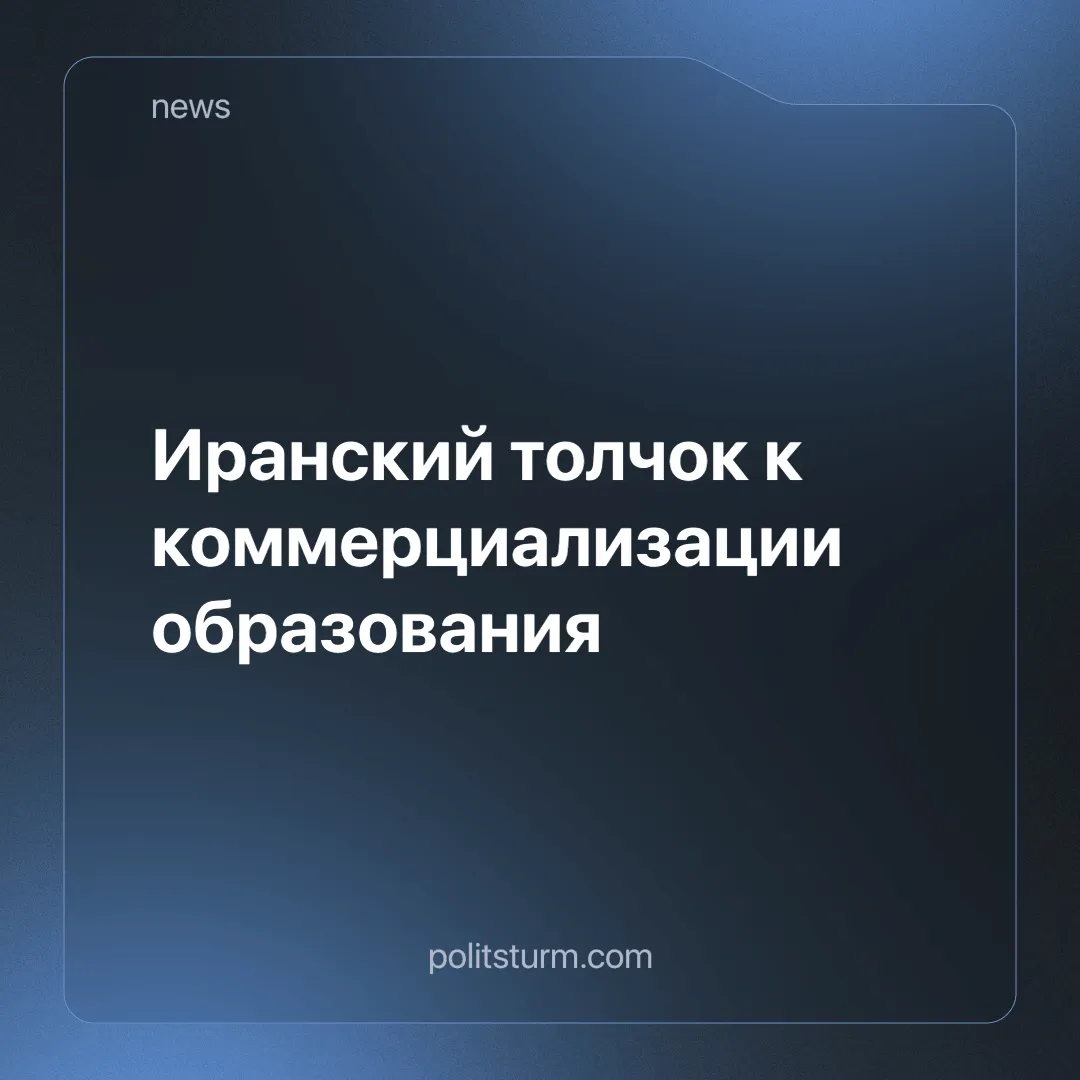 news
Иранский толчок к
коммерциализации
образования
politsturm.com